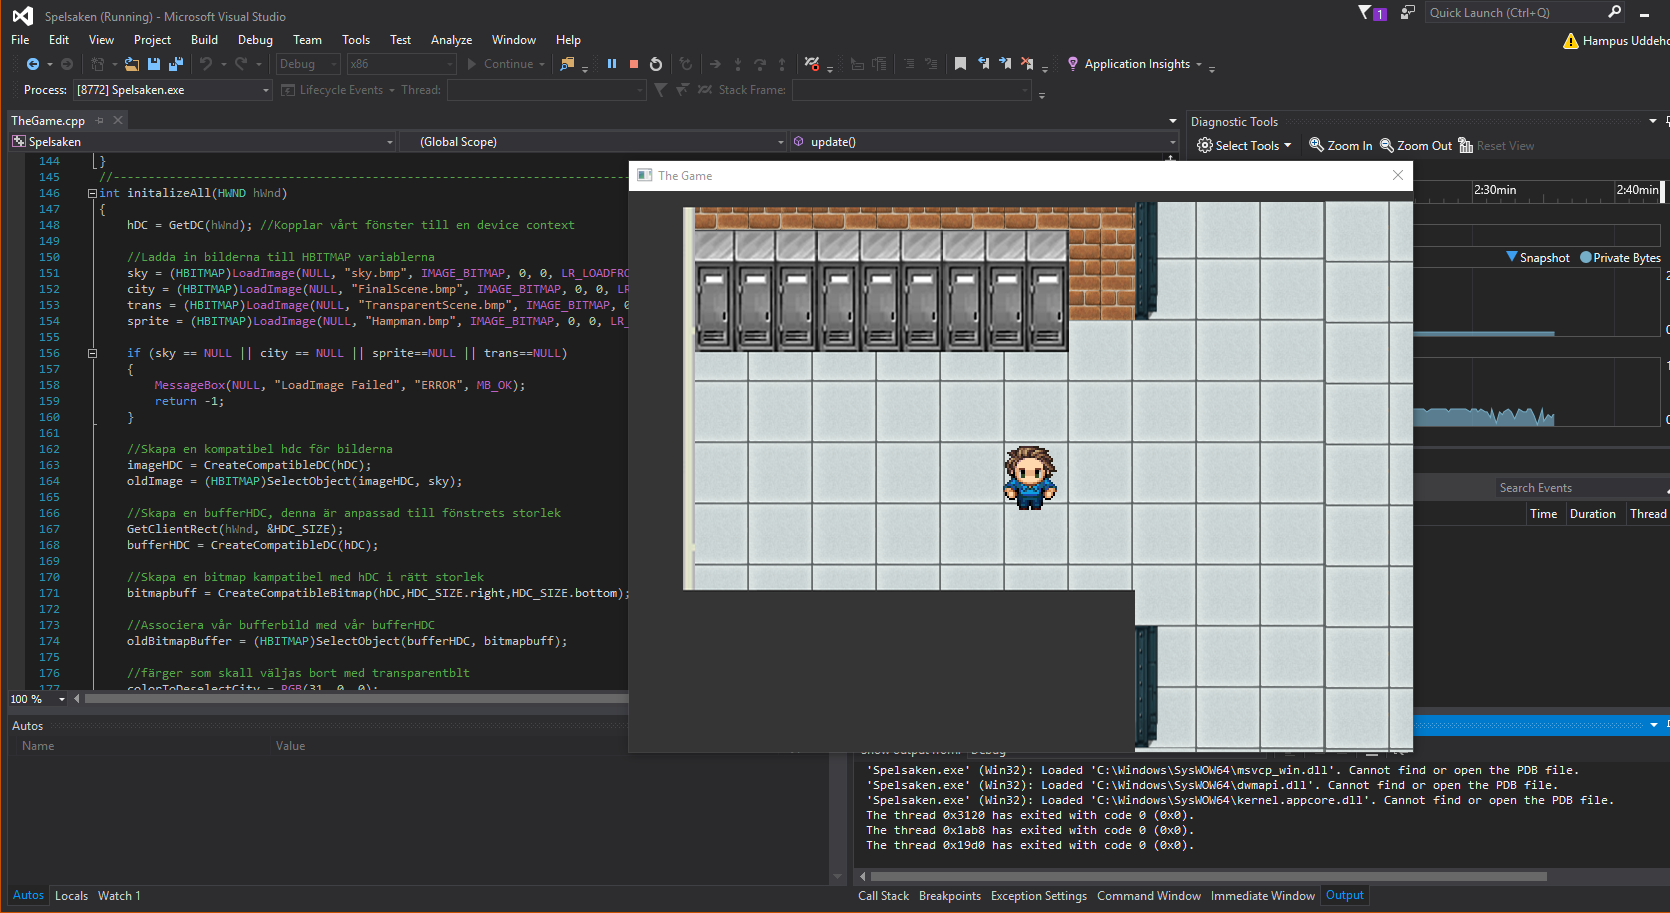 Spelsaken (Running) - Microsoft Visual Studio
1
Quick Launch (Ctrl+Q)
File Edit View Project Build Debug Team Tools Test Analyze Window Help
Hampus Uddeho
Debug x86 Continue Application Insights
Process: [8772] Spelsaken.exe Lifecycle Events Thread: Stack Frame:
TheGame.cpp
Spelsaken (Global Scope) update()
144 }
145 //--------------------------------------------------------------------------
146 int initalizeAll(HWND hWnd)
147 {
148 hDC = GetDC(hWnd); //Kopplar vårt fönster till en device context
149
150 //Ladda in bilderna till HBITMAP variablerna
151 sky = (HBITMAP)LoadImage(NULL, "sky.bmp", IMAGE_BITMAP, 0, 0, LR_LOADFRO
152 city = (HBITMAP)LoadImage(NULL, "FinalScene.bmp", IMAGE_BITMAP, 0, 0, LR
153 trans = (HBITMAP)LoadImage(NULL, "TransparentScene.bmp", IMAGE_BITMAP, 0
154 sprite = (HBITMAP)LoadImage(NULL, "Hampman.bmp", IMAGE_BITMAP, 0, 0, LR_
155
156 if (sky == NULL || city == NULL || sprite==NULL || trans==NULL)
157 {
158 MessageBox(NULL, "LoadImage Failed", "ERROR", MB_OK);
159 return -1;
160 }
161
162 //Skapa en kompatibel hdc för bilderna
163 imageHDC = CreateCompatibleDC(hDC);
164 oldImage = (HBITMAP)SelectObject(imageHDC, sky);
165
166 //Skapa en bufferHDC, denna är anpassad till fönstrets storlek
167 GetClientRect(hWnd, &HDC_SIZE);
168 bufferHDC = CreateCompatibleDC(hDC);
169
170 //Skapa en bitmap kampatibel med hDC i rätt storlek
171 bitmapbuff = CreateCompatibleBitmap(hDC,HDC_SIZE.right,HDC_SIZE.bottom);
172
173 //Associera vår bufferbild med vår bufferHDC
174 oldBitmapBuffer = (HBITMAP)SelectObject(bufferHDC, bitmapbuff);
175
176 //färger som skall väljas bort med transparentblt
177 colorToDeselectCity = RGB(31, 0, 0);
100 %
The Game
Diagnostic Tools
Select Tools Zoom In Zoom Out Reset View
2:30min 2:40min
Snapshot Private Bytes
Search Events
Time Duration Thread
Autos
Name Value
Autos Locals Watch 1
Show output from: Debug
'Spelsaken.exe' (Win32): Loaded 'C:\Windows\SysWOW64\msvcp_win.dll'. Cannot find or open the PDB file.
'Spelsaken.exe' (Win32): Loaded 'C:\Windows\SysWOW64\dwmapi.dll'. Cannot find or open the PDB file.
'Spelsaken.exe' (Win32): Loaded 'C:\Windows\SysWOW64\kernel.appcore.dll'. Cannot find or open the PDB file.
The thread 0x3120 has exited with code 0 (0x0).
The thread 0x1ab8 has exited with code 0 (0x0).
The thread 0x19d0 has exited with code 0 (0x0).
Call Stack Breakpoints Exception Settings Command Window Immediate Window Output